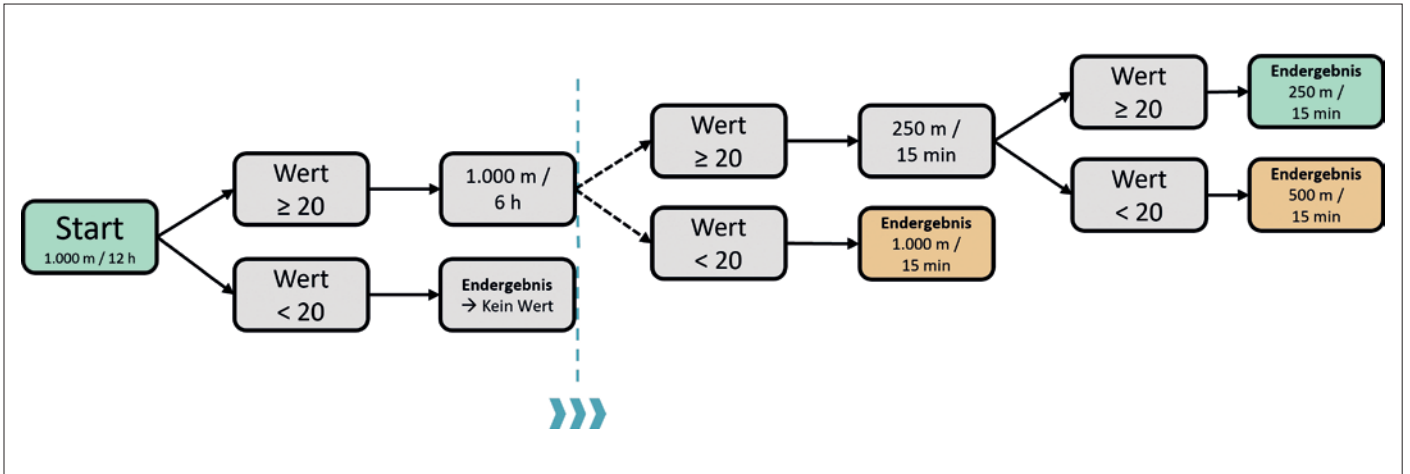 Start
1.000 m / 12 h
Wert
≥ 20
Wert
< 20
1.000 m /
6 h
Endergebnis
→ Kein Wert
Wert
≥ 20
Wert
< 20
250 m /
15 min
Endergebnis
1.000 m /
15 min
Wert
≥ 20
Wert
< 20
Endergebnis
250 m /
15 min
Endergebnis
500 m /
15 min